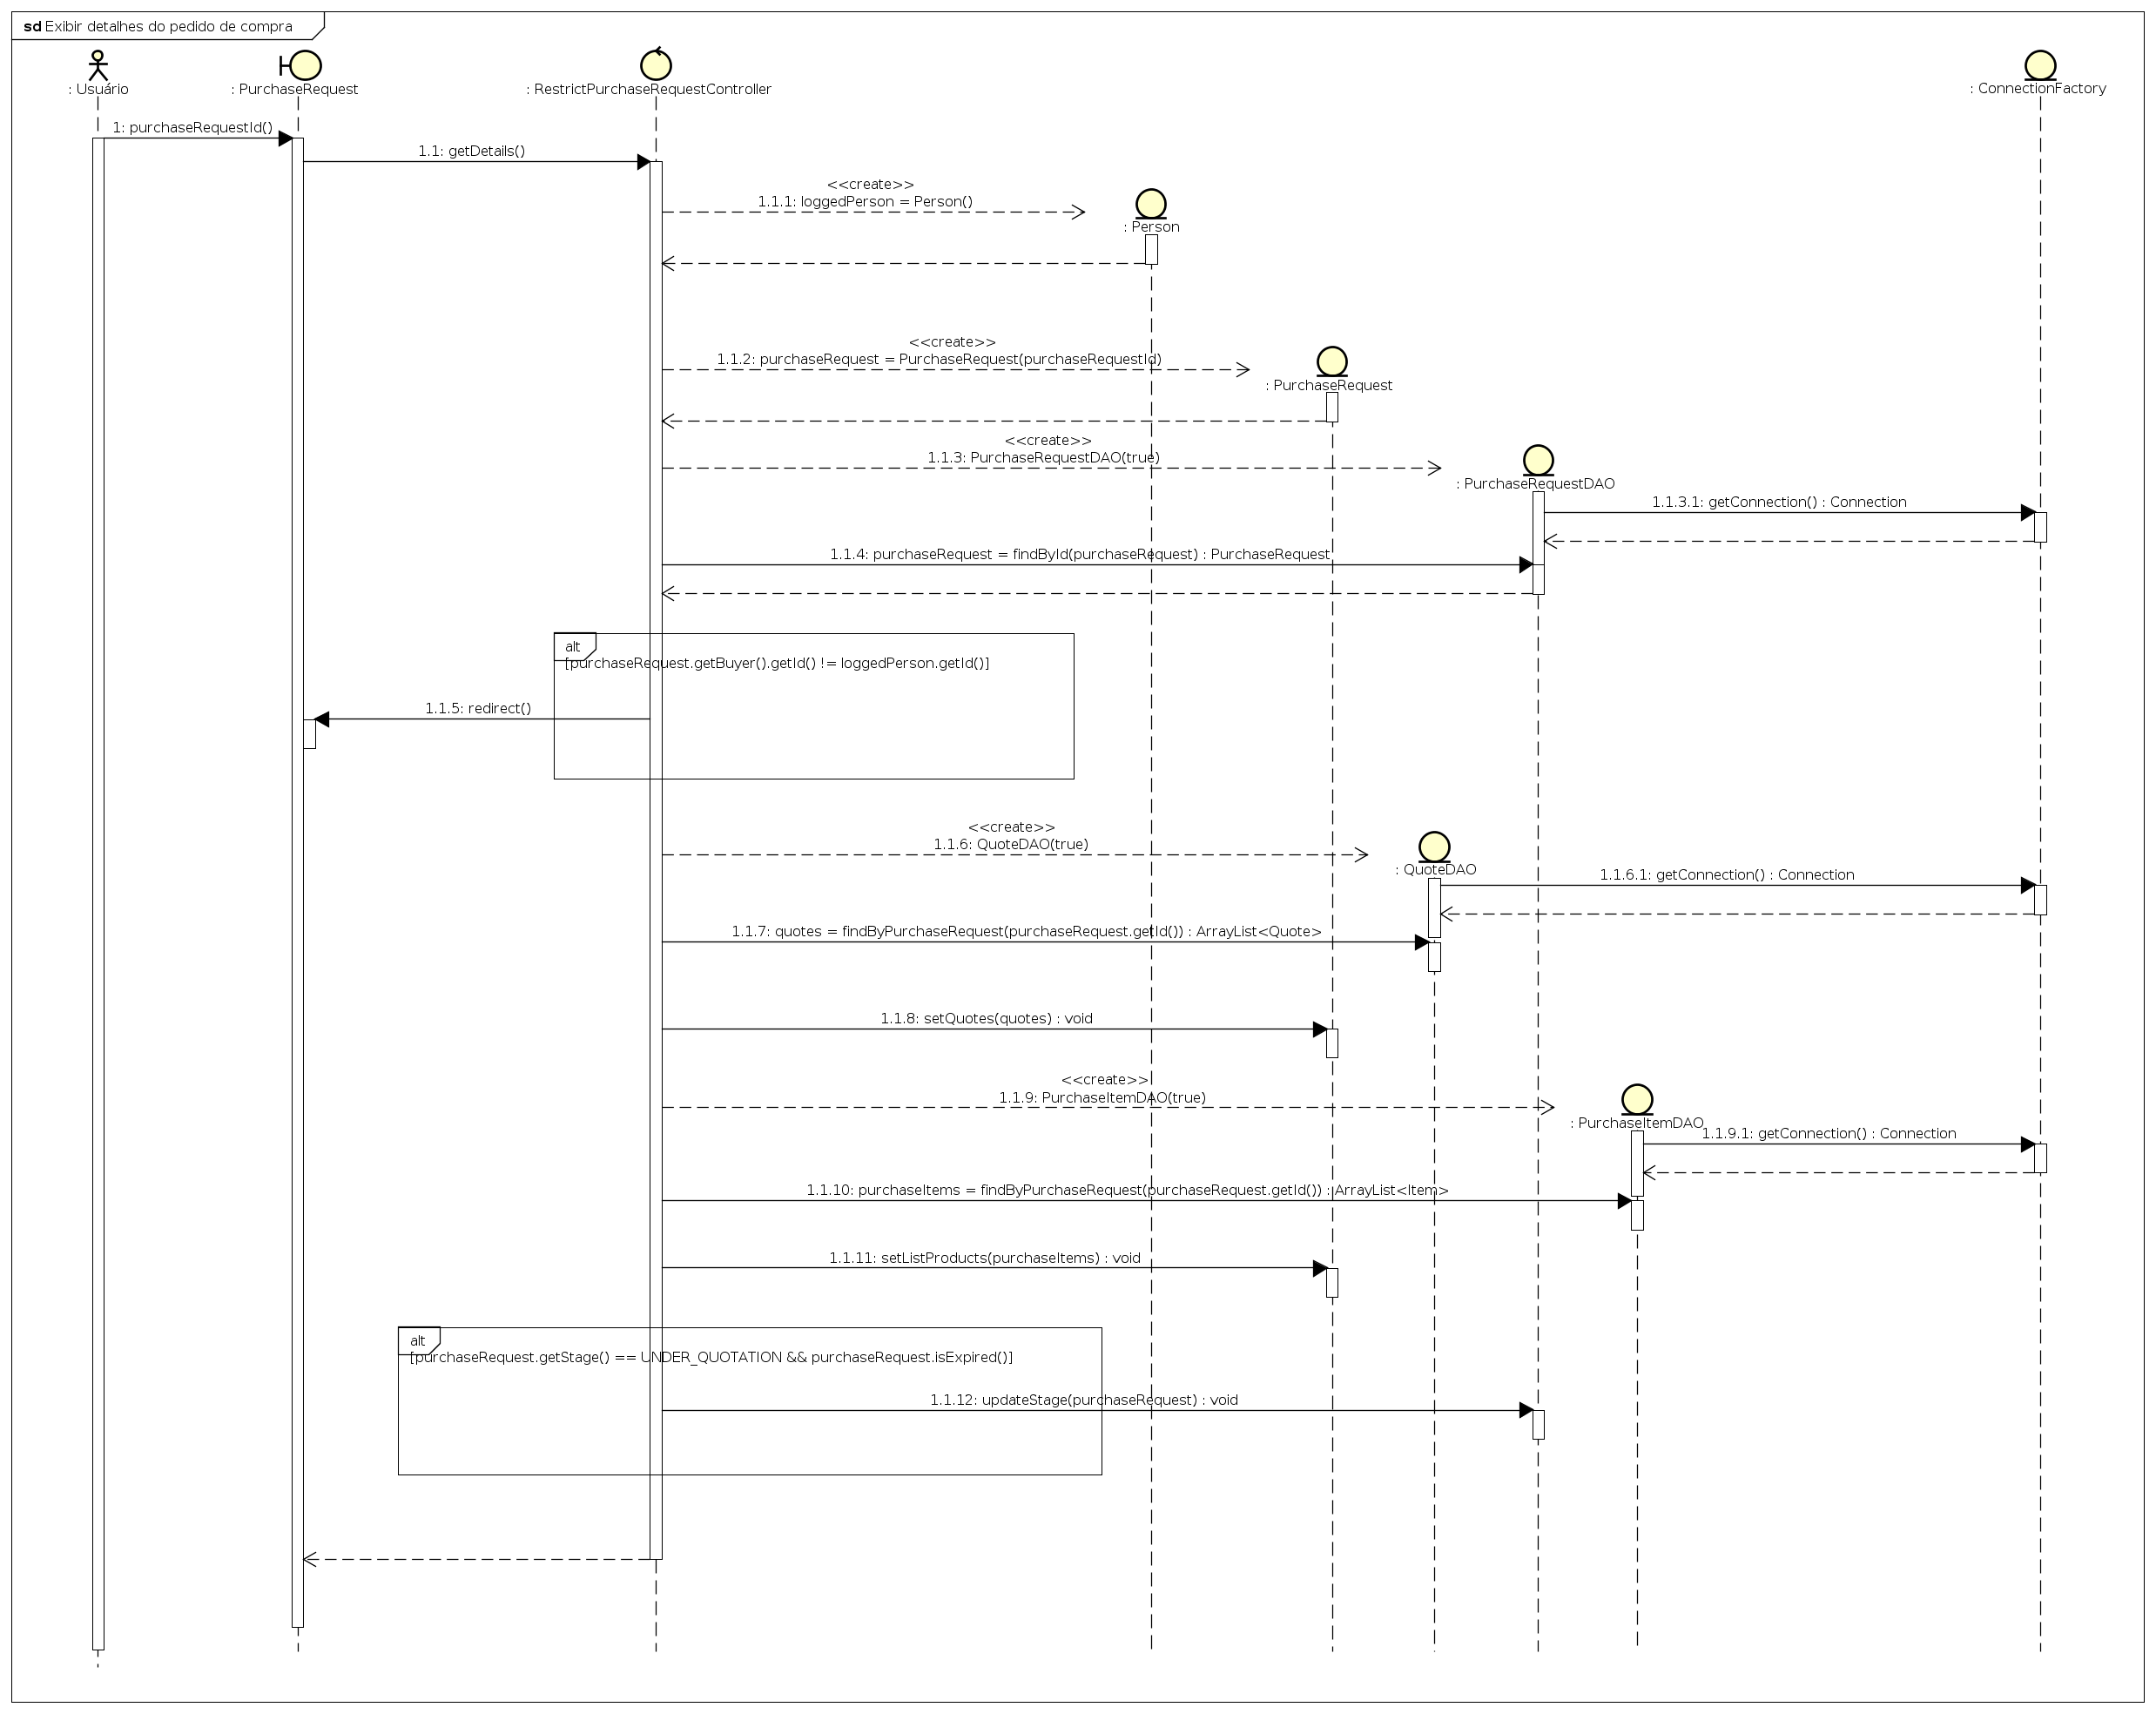 sd Exibir detalhes do pedido de compra
: Usuário
: PurchaseRequest
: RestrictPurchaseRequestController
: ConnectionFactory
1: purchaseRequestId()
1.1: getDetails()
<<create>>
1.1.1: loggedPerson = Person()
: Person
<<create>>
1.1.2: purchaseRequest = PurchaseRequest(purchaseRequestId)
: PurchaseRequest
<<create>>
1.1.3: PurchaseRequestDAO(true)
: PurchaseRequestDAO
1.1.3.1: getConnection() : Connection
1.1.4: purchaseRequest = findById(purchaseRequest) : PurchaseRequest
alt
[purchaseRequest.getBuyer().getId() != loggedPerson.getId()]
1.1.5: redirect()
<<create>>
1.1.6: QuoteDAO(true)
: QuoteDAO
1.1.6.1: getConnection() : Connection
1.1.7: quotes = findByPurchaseRequest(purchaseRequest.getId()) : ArrayList<Quote>
1.1.8: setQuotes(quotes) : void
<<create>>
1.1.9: PurchaseItemDAO(true)
: PurchaseItemDAO
1.1.9.1: getConnection() : Connection
1.1.10: purchaseItems = findByPurchaseRequest(purchaseRequest.getId()) : ArrayList<Item>
1.1.11: setListProducts(purchaseItems) : void
alt
[purchaseRequest.getStage() == UNDER_QUOTATION && purchaseRequest.isExpired()]
1.1.12: updateStage(purchaseRequest) : void